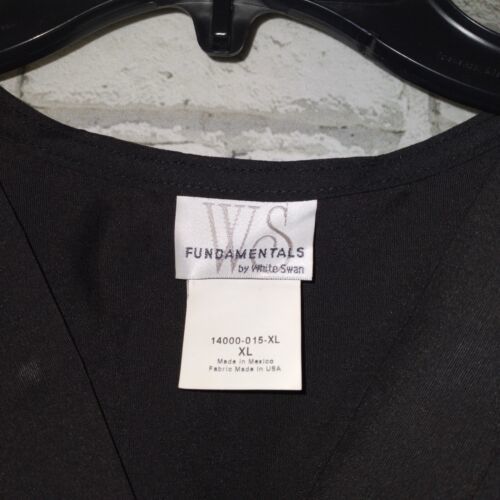 WS
FUNDAMENTALS
by White Swan
14000-015-XL
XL
Made in Mexico
Fabric Made in USA